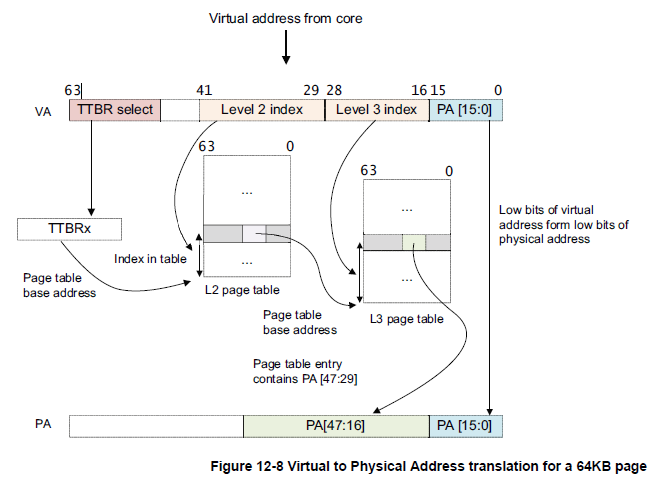 Virtual address from core
63 41 29 28 16 15 0
VA TTBR select Level 2 index Level 3 index PA [15:0]
63 0
63 0
...
...
TTBRx
Low bits of virtual
address form low bits of
physical address
Index in table
...
...
Page table
base address
L2 page table
Page table
base address
L3 page table
Page table entry
contains PA [47:29]
PA PA[47:16] PA [15:0]
Figure 12-8 Virtual to Physical Address translation for a 64KB page